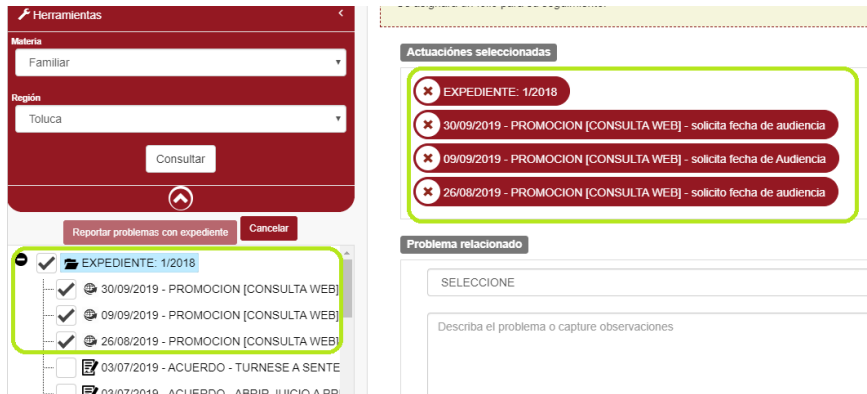 Herramientas
Materia
Familiar
Región
Toluca
Consultar
Reportar problemas con expediente
Cancelar
EXPEDIENTE: 1/2018
30/09/2019 - PROMOCION [CONSULTA WEB]
09/09/2019 - PROMOCION [CONSULTA WEB]
26/08/2019 - PROMOCION [CONSULTA WEB]
03/07/2019 - ACUERDO - TURNESE A SENTE
03/07/2019 - ACUERDO - ABRIR JUICIO A PR
Actuaciónes seleccionadas
EXPEDIENTE: 1/2018
30/09/2019 - PROMOCION [CONSULTA WEB] - solicita fecha de audiencia
09/09/2019 - PROMOCION [CONSULTA WEB] - solicita fecha de Audiencia
26/08/2019 - PROMOCION [CONSULTA WEB] - solicito fecha de audiencia
Problema relacionado
SELECCIONE
Describa el problema o capture observaciones